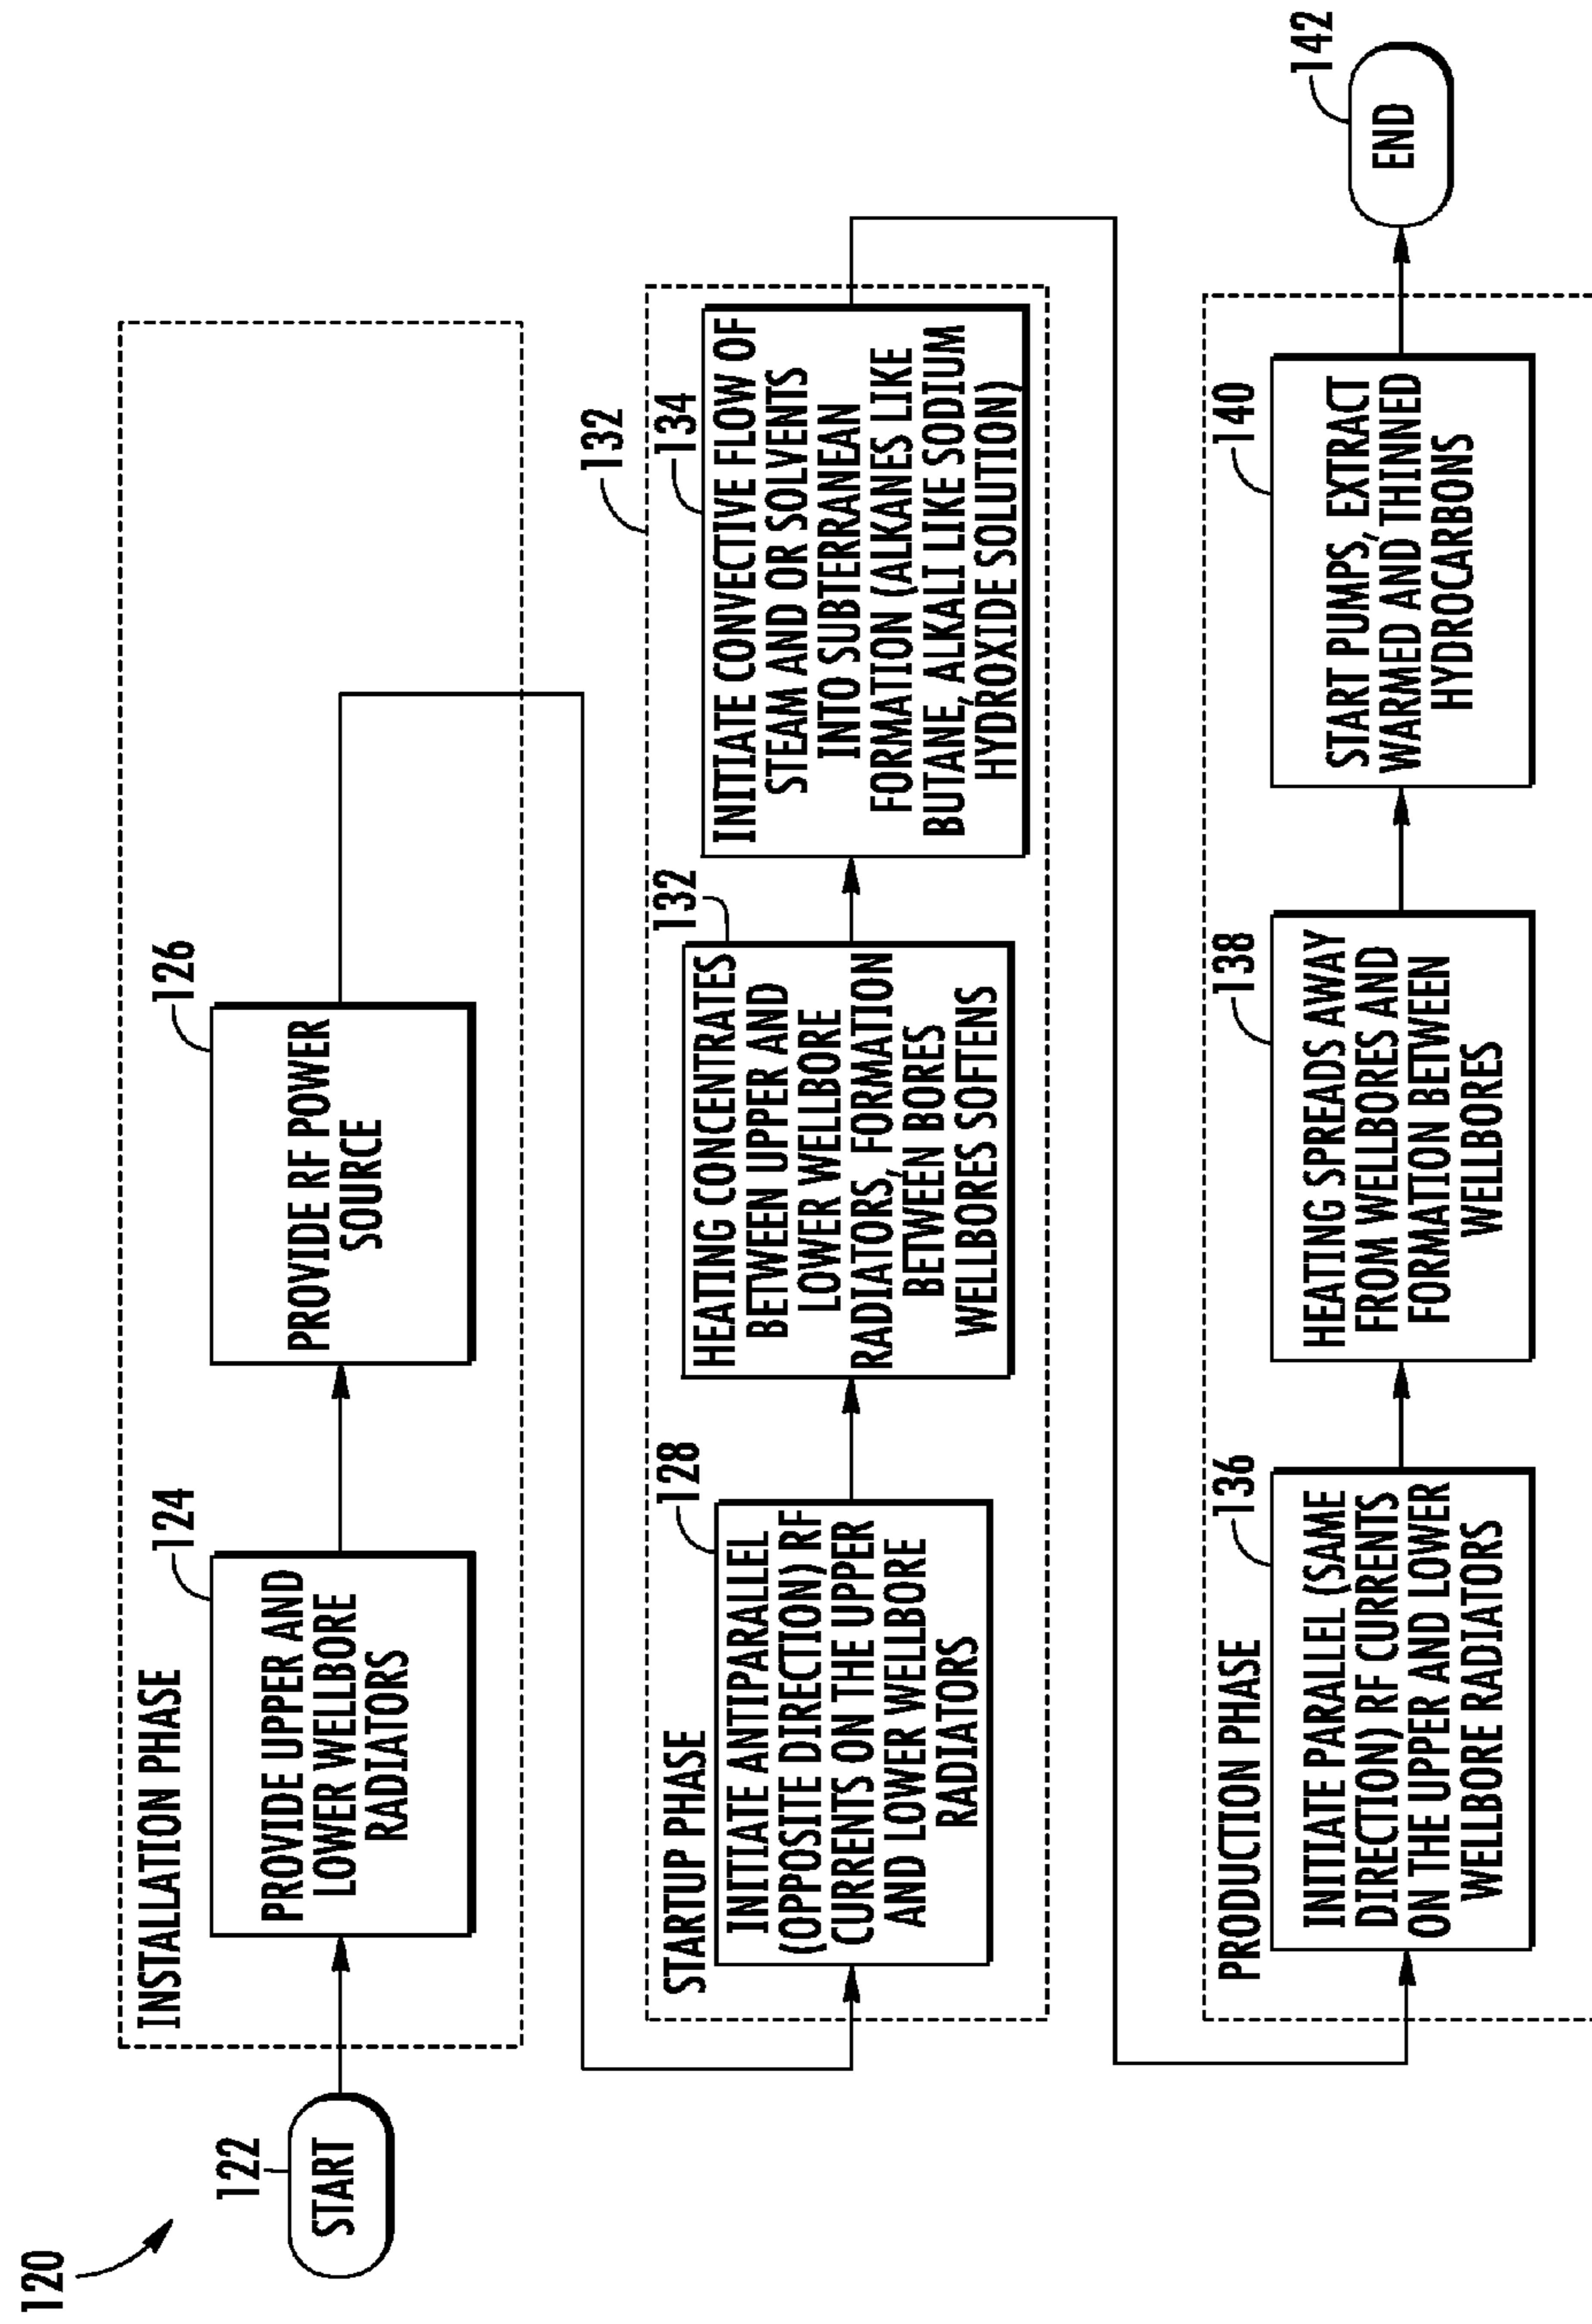 120
122
START
INSTALLATION PHASE
124
PROVIDE UPPER AND
LOWER WELLBORE
RADIATORS
126
PROVIDE RF POWER
SOURCE
STARTUP PHASE
128
INITIATE ANTIPARALLEL
(OPPOSITE DIRECTION) RF
CURRENTS ON THE UPPER
AND LOWER WELLBORE
RADIATORS
132
HEATING CONCENTRATES
BETWEEN UPPER AND
LOWER WELLBORE
RADIATORS, FORMATION
BETWEEN BORES
WELLBORES SOFTENS
132
134
INITIATE CONVECTIVE FLOW OF
STEAM AND OR SOLVENTS
INTO SUBTERRANEAN
FORMATION (ALKANES LIKE
BUTANE, ALKALI LIKE SODIUM
HYDROXIDE SOLUTION)
PRODUCTION PHASE
136
INITIATE PARALLEL (SAME
DIRECTION) RF CURRENTS
ON THE UPPER AND LOWER
WELLBORE RADIATORS
138
HEATING SPREADS AWAY
FROM WELLBORES AND
FORMATION BETWEEN
WELLBORES
140
START PUMPS, EXTRACT
WARMED AND THINNED
HYDROCARBONS
142
END